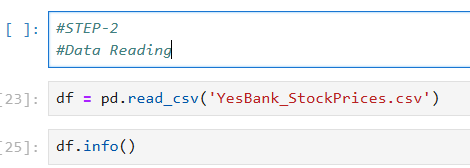 [ ]: #STEP-2
#Data Reading
[23]: df = pd.read_csv('YesBank_StockPrices.csv')
[25]: df.info()